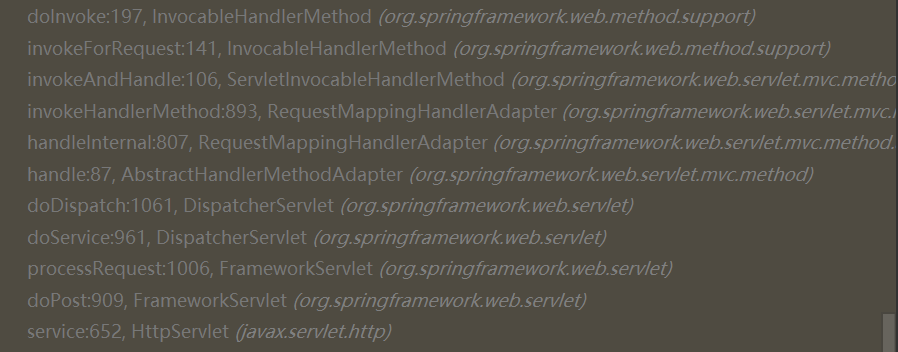 doInvoke:197, InvocableHandlerMethod (org.springframework.web.method.support)
invokeForRequest:141, InvocableHandlerMethod (org.springframework.web.method.support)
invokeAndHandle:106, ServletInvocableHandlerMethod (org.springframework.web.servlet.mvc.metho
invokeHandlerMethod:893, RequestMappingHandlerAdapter (org.springframework.web.servlet.mvc.
handleInternal:807, RequestMappingHandlerAdapter (org.springframework.web.servlet.mvc.method.
handle:87, AbstractHandlerMethodAdapter (org.springframework.web.servlet.mvc.method)
doDispatch:1061, DispatcherServlet (org.springframework.web.servlet)
doService:961, DispatcherServlet (org.springframework.web.servlet)
processRequest:1006, FrameworkServlet (org.springframework.web.servlet)
doPost:909, FrameworkServlet (org.springframework.web.servlet)
service:652, HttpServlet (javax.servlet.http)